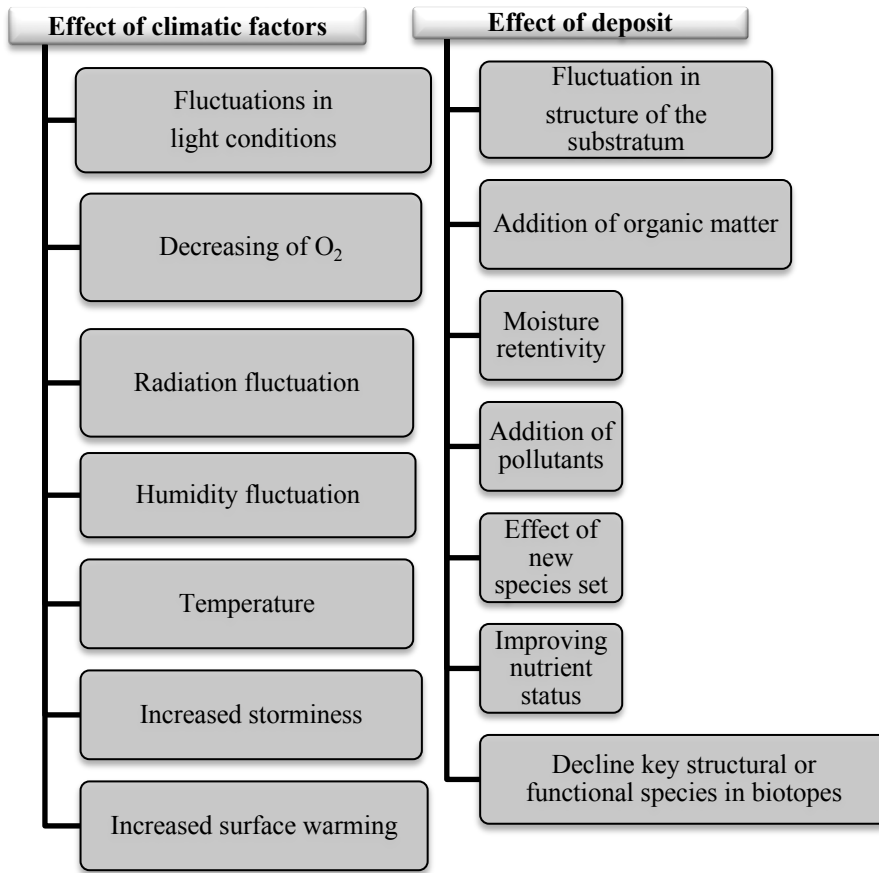 Effect of climatic factors
Fluctuations in
light conditions
Decreasing of O₂
Radiation fluctuation
Humidity fluctuation
Temperature
Increased storminess
Increased surface warming
Effect of deposit
Fluctuation in
structure of the
substratum
Addition of organic matter
Moisture
retentivity
Addition of
pollutants
Effect of
new
species set
Improving
nutrient
status
Decline key structural or
functional species in biotopes